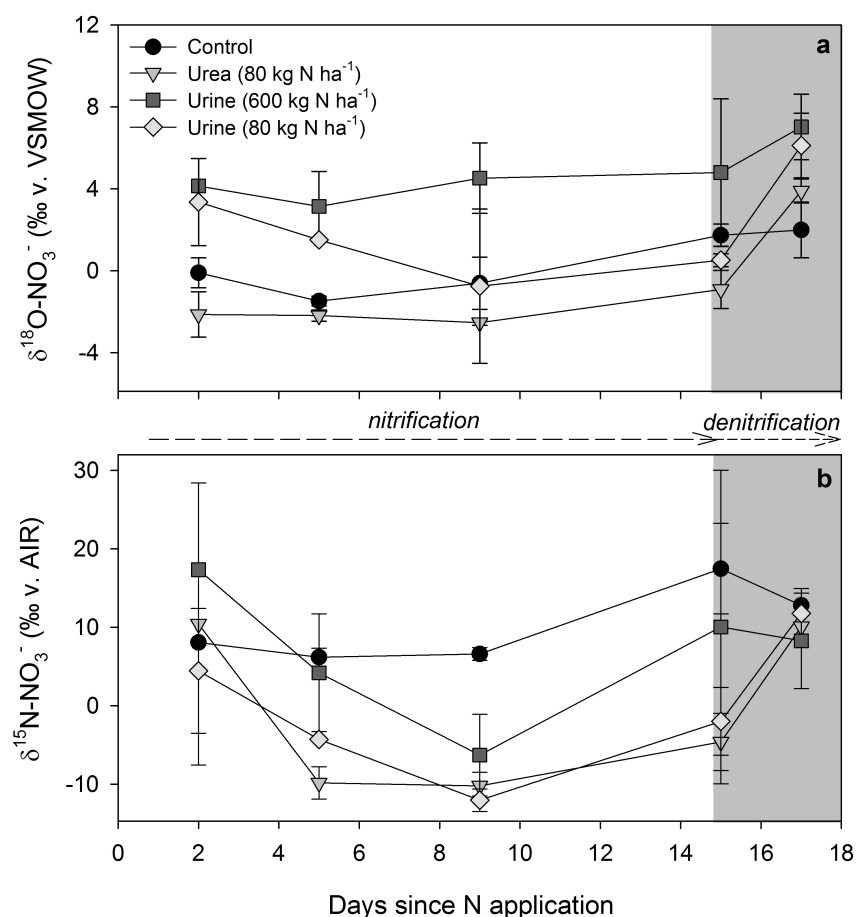 12
8
4
0
-4
δ18O-NO3- (‰ v. VSMOW)
a
Control
Urea (80 kg N ha-1)
Urine (600 kg N ha-1)
Urine (80 kg N ha-1)
nitrification
denitrification
30
20
10
0
-10
δ15N-NO3- (‰ v. AIR)
b
0 2 4 6 8 10 12 14 16 18
Days since N application